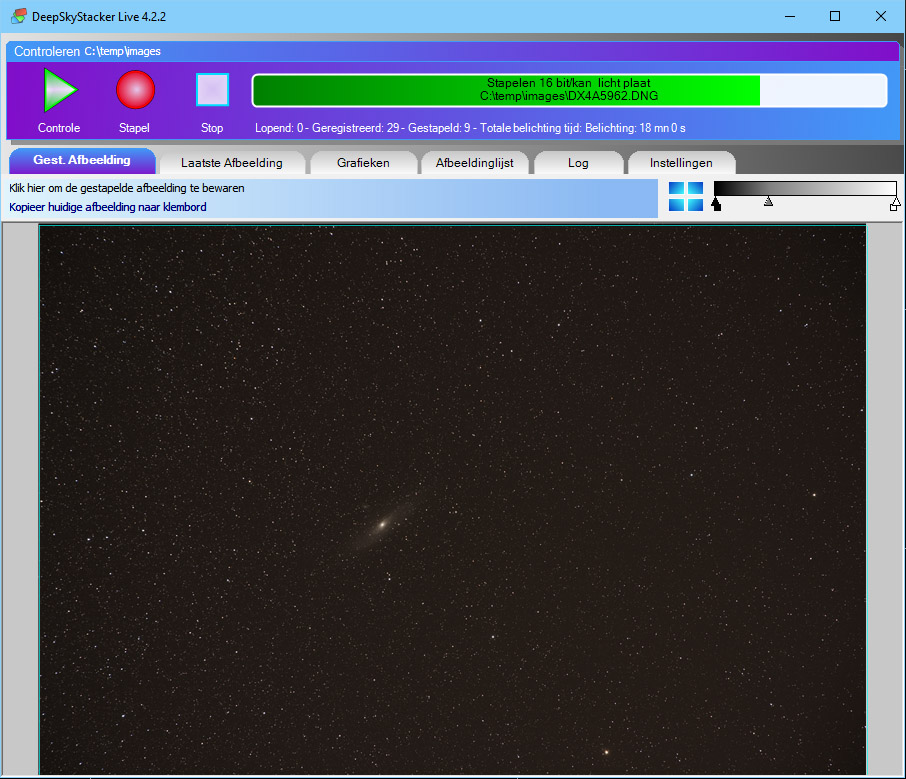 DeepSkyStacker Live 4.2.2
Controleren C:\temp\images
Stapelen 16 bit/kan licht plaat
C:\temp\images\DX4A5962.DNG
Controle Stapel Stop
Lopend: 0 - Geregistreerd: 29 - Gestapeld: 9 - Totale belichting tijd: Belichting: 18 mn 0 s
Gest. Afbeelding Laatste Afbeelding Grafieken Afbeeldinglijst Log Instellingen
Klik hier om de gestapelde afbeelding te bewaren
Kopieer huidige afbeelding naar klembord